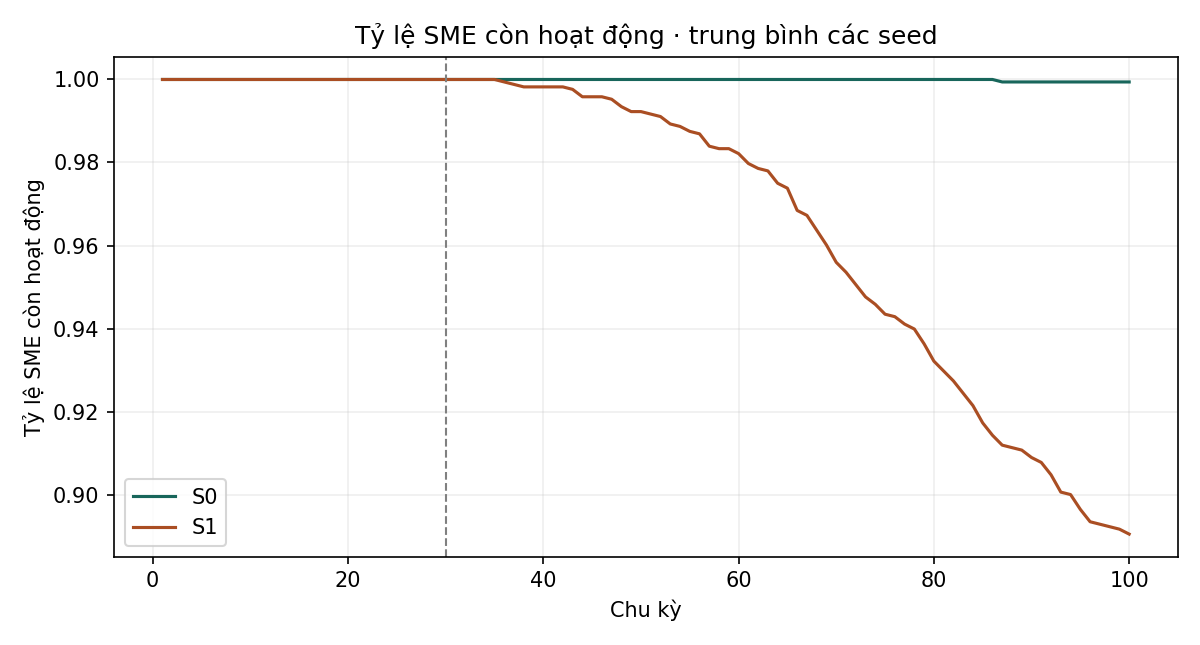 Tỷ lệ SME còn hoạt động · trung bình các seed
Tỷ lệ SME còn hoạt động
1.00
0.98
0.96
0.94
0.92
0.90
S0
S1
0 20 40 60 80 100
Chu kỳ